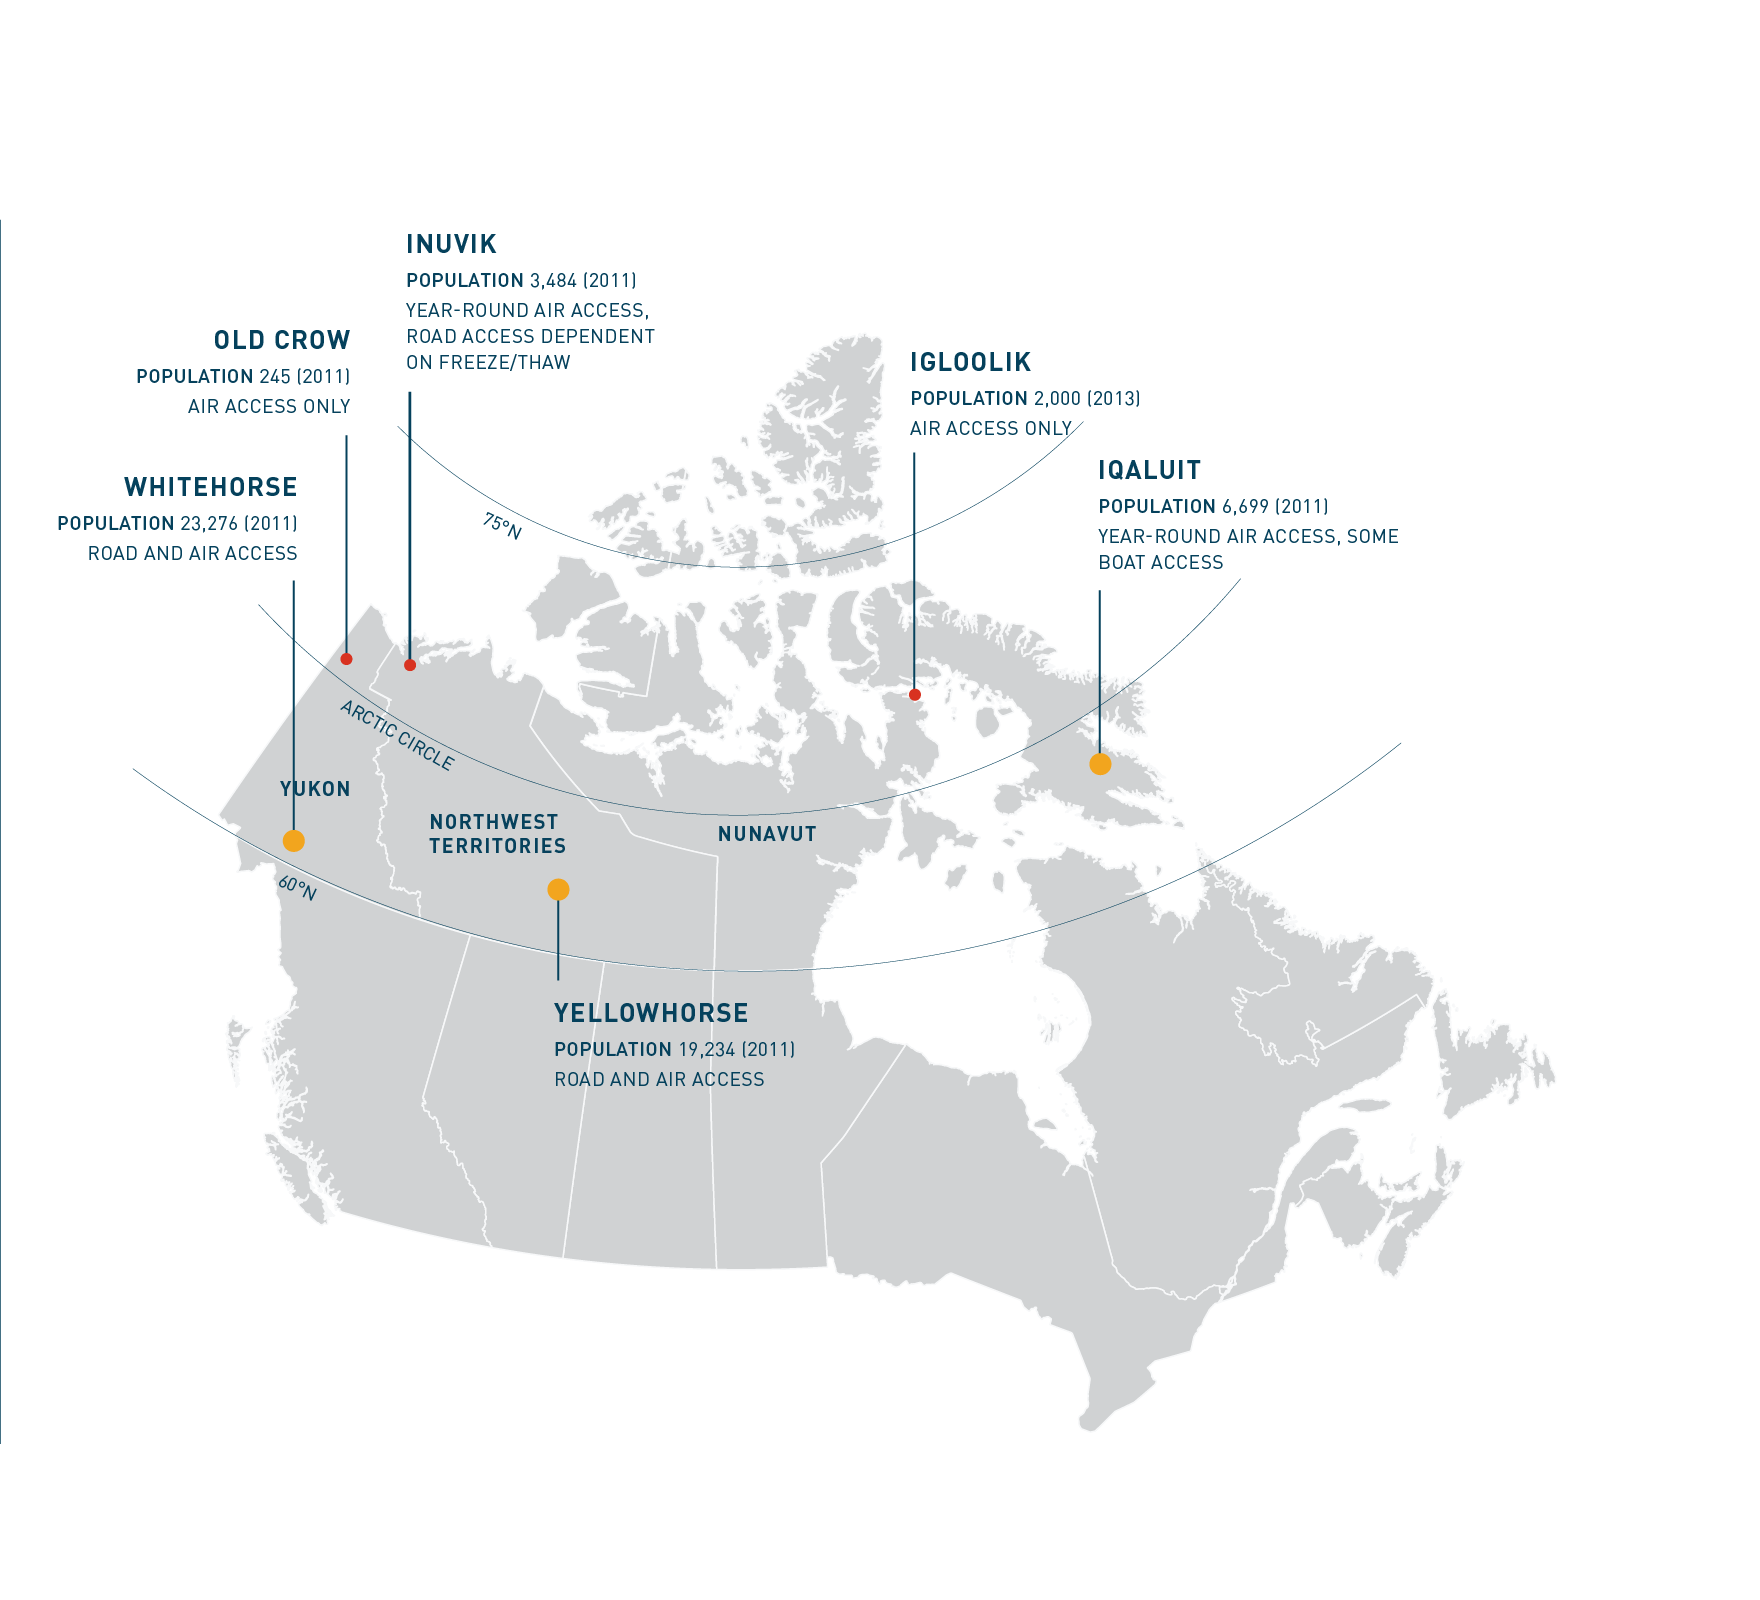 INUVIK
POPULATION 3,484 (2011)
YEAR-ROUND AIR ACCESS,
ROAD ACCESS DEPENDENT
ON FREEZE/THAW
OLD CROW
POPULATION 245 (2011)
AIR ACCESS ONLY
IGLOOLIK
POPULATION 2,000 (2013)
AIR ACCESS ONLY
WHITEHORSE
POPULATION 23,276 (2011)
ROAD AND AIR ACCESS
IQALUIT
POPULATION 6,699 (2011)
YEAR-ROUND AIR ACCESS, SOME
BOAT ACCESS
75°N
ARCTIC CIRCLE
YUKON
NORTHWEST
TERRITORIES
NUNAVUT
60°N
YELLOWHORSE
POPULATION 19,234 (2011)
ROAD AND AIR ACCESS